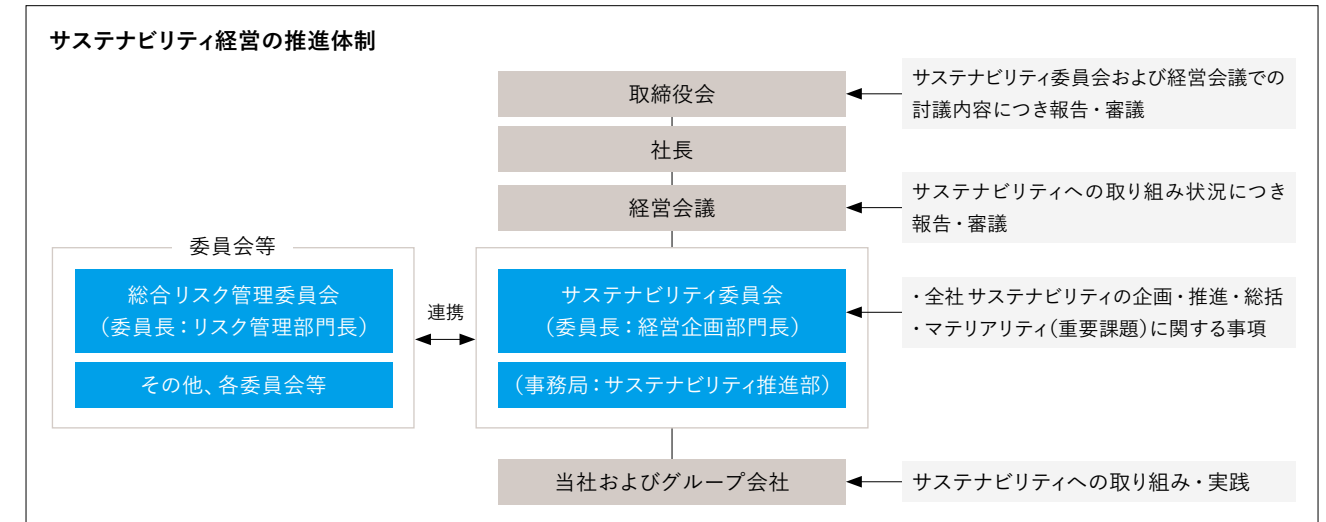 サステナビリティ経営の推進体制
取締役会
サステナビリティ委員会および経営会議での
討議内容につき報告・審議
社長
経営会議
サステナビリティへの取り組み状況につき
報告・審議
委員会等
総合リスク管理委員会
（委員長：リスク管理部門長）
その他、各委員会等
連携
サステナビリティ委員会
（委員長：経営企画部門長）
（事務局：サステナビリティ推進部）
・全社サステナビリティの企画・推進・総括
・マテリアリティ（重要課題）に関する事項
当社およびグループ会社
サステナビリティへの取り組み・実践